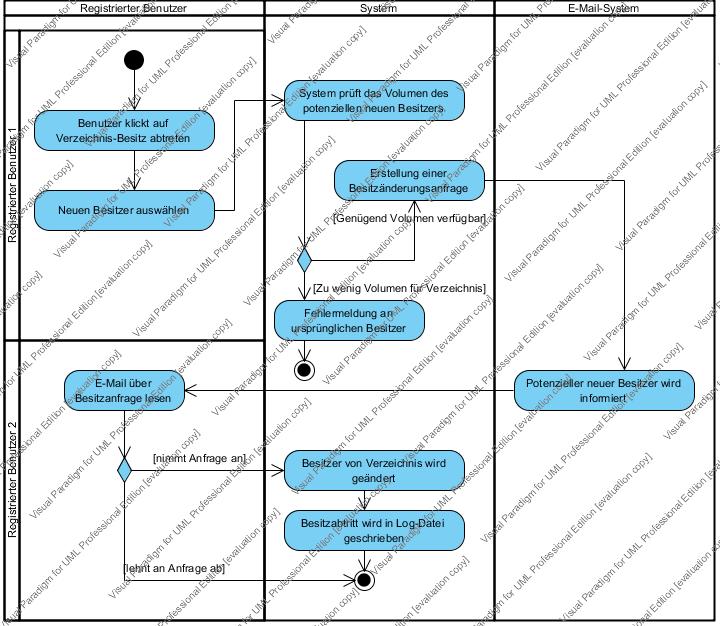 Registrierter Benutzer
System
E-Mail-System
Registrierter Benutzer 1
Benutzer klickt auf
Verzeichnis-Besitz abtreten
Neuen Besitzer auswählen
System prüft das Volumen des
potenziellen neuen Besitzers
Erstellung einer
Besitzänderungsanfrage
[Genügend Volumen verfügbar]
[Zu wenig Volumen für Verzeichnis]
Fehlermeldung an
ursprünglichen Besitzer
Registrierter Benutzer 2
E-Mail über
Besitzanfrage lesen
Potenzieller neuer Besitzer wird
informiert
[nimmt Anfrage an]
Besitzer von Verzeichnis wird
geändert
Besitzabtritt wird in Log-Datei
geschrieben
[lehnt an Anfrage ab]
Visual Paradigm for UML Professional Edition [evaluation copy]